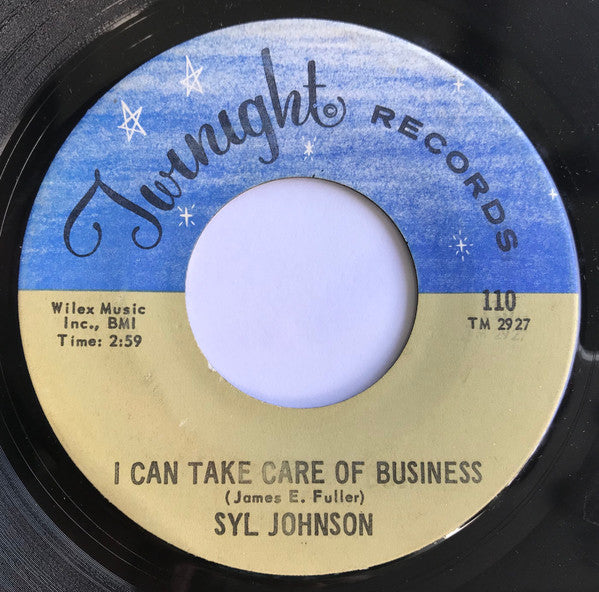 Twinight©
RECORDS
Wilex Music
Inc., BMI
Time: 2:59
110
TM 2927
I CAN TAKE CARE OF BUSINESS
(James E. Fuller)
SYL JOHNSON